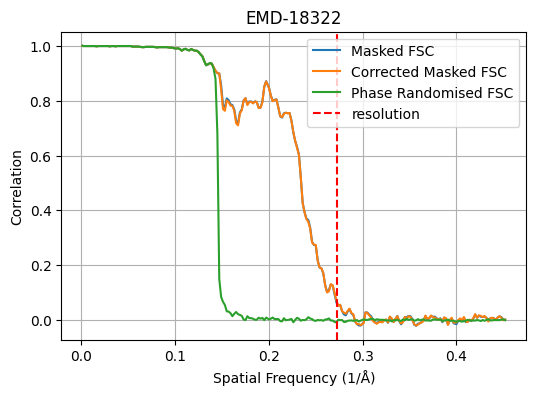 EMD-18322
Masked FSC
Corrected Masked FSC
Phase Randomised FSC
resolution
Correlation
1.0
0.8
0.6
0.4
0.2
0.0
0.0 0.1 0.2 0.3 0.4
Spatial Frequency (1/Å)